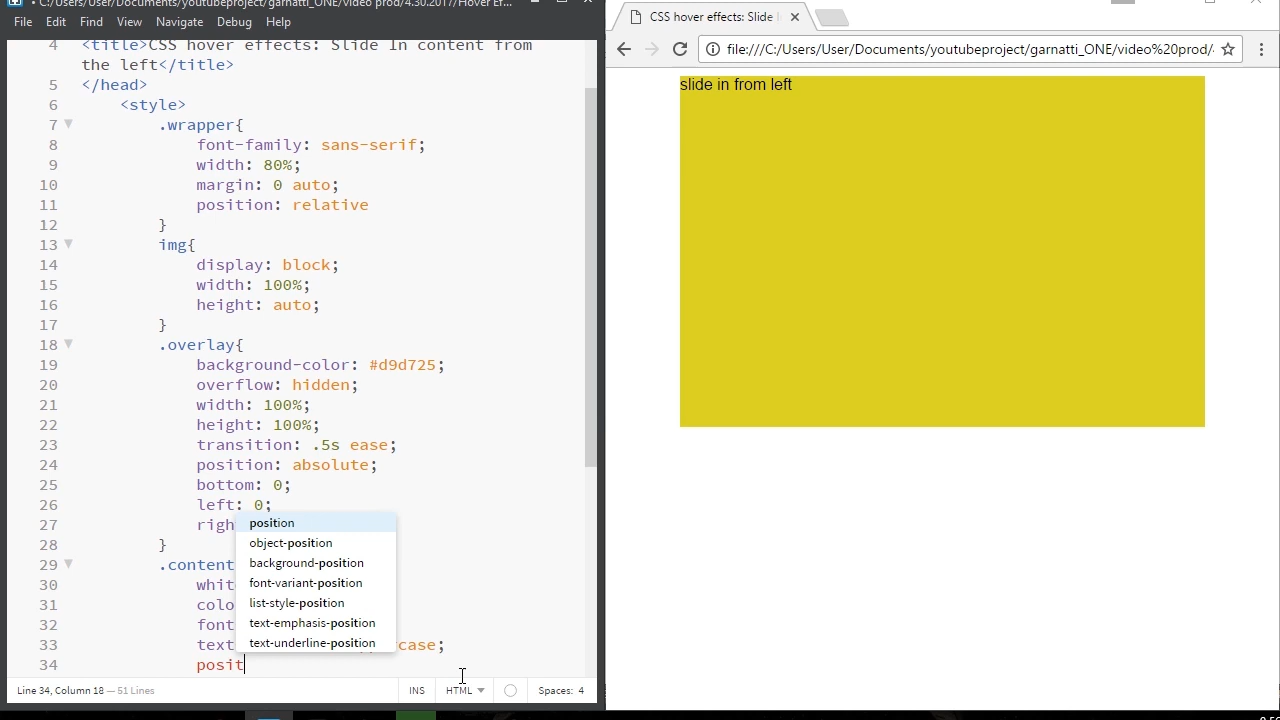 C:/Users/User/Documents/youtubeproject/garnatti_ONE/video prod/4.30.2017/Hover Ef...
File Edit Find View Navigate Debug Help
4 <title>CSS hover effects: Slide In content from
the left</title>
5 </head>
6 <style>
7 .wrapper{
8 font-family: sans-serif;
9 width: 80%;
10 margin: 0 auto;
11 position: relative
12 }
13 img{
14 display: block;
15 width: 100%;
16 height: auto;
17 }
18 .overlay{
19 background-color: #d9d725;
20 overflow: hidden;
21 width: 100%;
22 height: 100%;
23 transition: .5s ease;
24 position: absolute;
25 bottom: 0;
26 left: 0;
27 righ
28 }
29 .content
30 whit
31 colo
32 font
33 text case;
34 posit
position
object-position
background-position
font-variant-position
list-style-position
text-emphasis-position
text-underline-position
Line 34, Column 18 — 51 Lines
INS HTML Spaces: 4
CSS hover effects: Slide
file:///C:/Users/User/Documents/youtubeproject/garnatti_ONE/video%20prod/
slide in from left